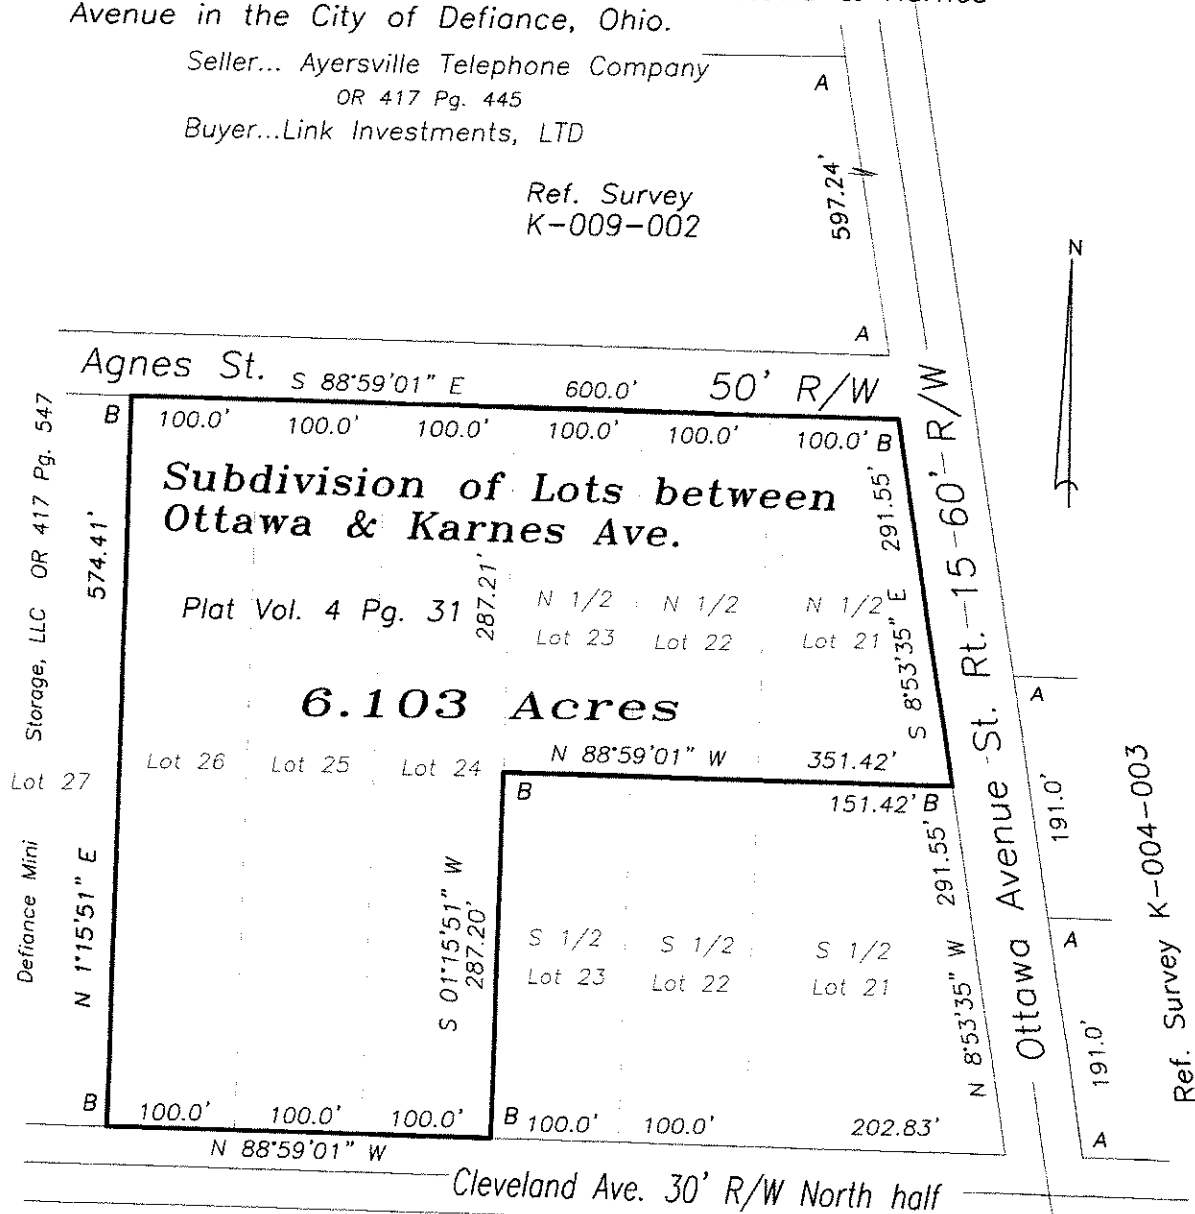 Avenue in the City of Defiance, Ohio.
Seller... Ayersville Telephone Company
OR 417 Pg. 445
Buyer...Link Investments, LTD
Ref. Survey
K-009-002
A
597.24'
A
N
Agnes St.
S 88°59'01" E
600.0'
50' R/W
B
100.0'
100.0'
100.0'
100.0'
100.0'
100.0'
B
Subdivision of Lots between
Ottawa & Karnes Ave.
Plat Vol. 4 Pg. 31
287.21'
N 1/2
N 1/2
N 1/2
Lot 23
Lot 22
Lot 21
S 8°53'35" E
291.55'
6.103 Acres
N 88°59'01" W
351.42'
Lot 26
Lot 25
Lot 24
Lot 27
574.41'
N 1°15'51" E
Defiance Mini
Storage, LLC OR 417 Pg. 547
B
151.42'
B
S 01°15'51" W
287.20'
S 1/2
S 1/2
S 1/2
Lot 23
Lot 22
Lot 21
N 8°53'35" W
291.55'
Ottawa Avenue St. Rt. 15-60' R/W
A
191.0'
A
191.0'
A
Ref. Survey K-004-003
B
100.0'
100.0'
100.0'
B
100.0'
100.0'
202.83'
N 88°59'01" W
Cleveland Ave. 30' R/W North half